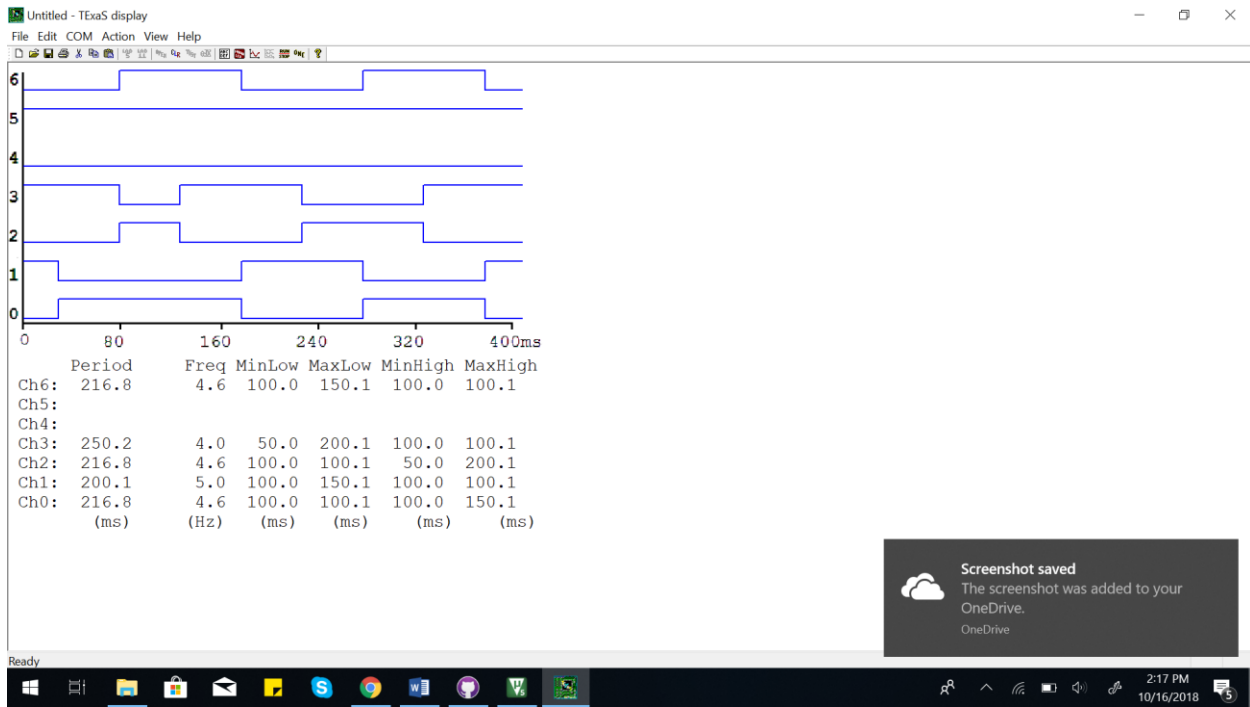 Untitled - TExaS display
File Edit COM Action View Help
6
5
4
3
2
1
0
0 80 160 240 320 400ms
Period Freq MinLow MaxLow MinHigh MaxHigh
Ch6: 216.8 4.6 100.0 150.1 100.0 100.1
Ch5:
Ch4:
Ch3: 250.2 4.0 50.0 200.1 100.0 100.1
Ch2: 216.8 4.6 100.0 100.1 50.0 200.1
Ch1: 200.1 5.0 100.0 150.1 100.0 100.1
Ch0: 216.8 4.6 100.0 100.1 100.0 150.1
(ms) (Hz) (ms) (ms) (ms) (ms)
Screenshot saved
The screenshot was added to your
OneDrive.
OneDrive
Ready
2:17 PM
10/16/2018
5